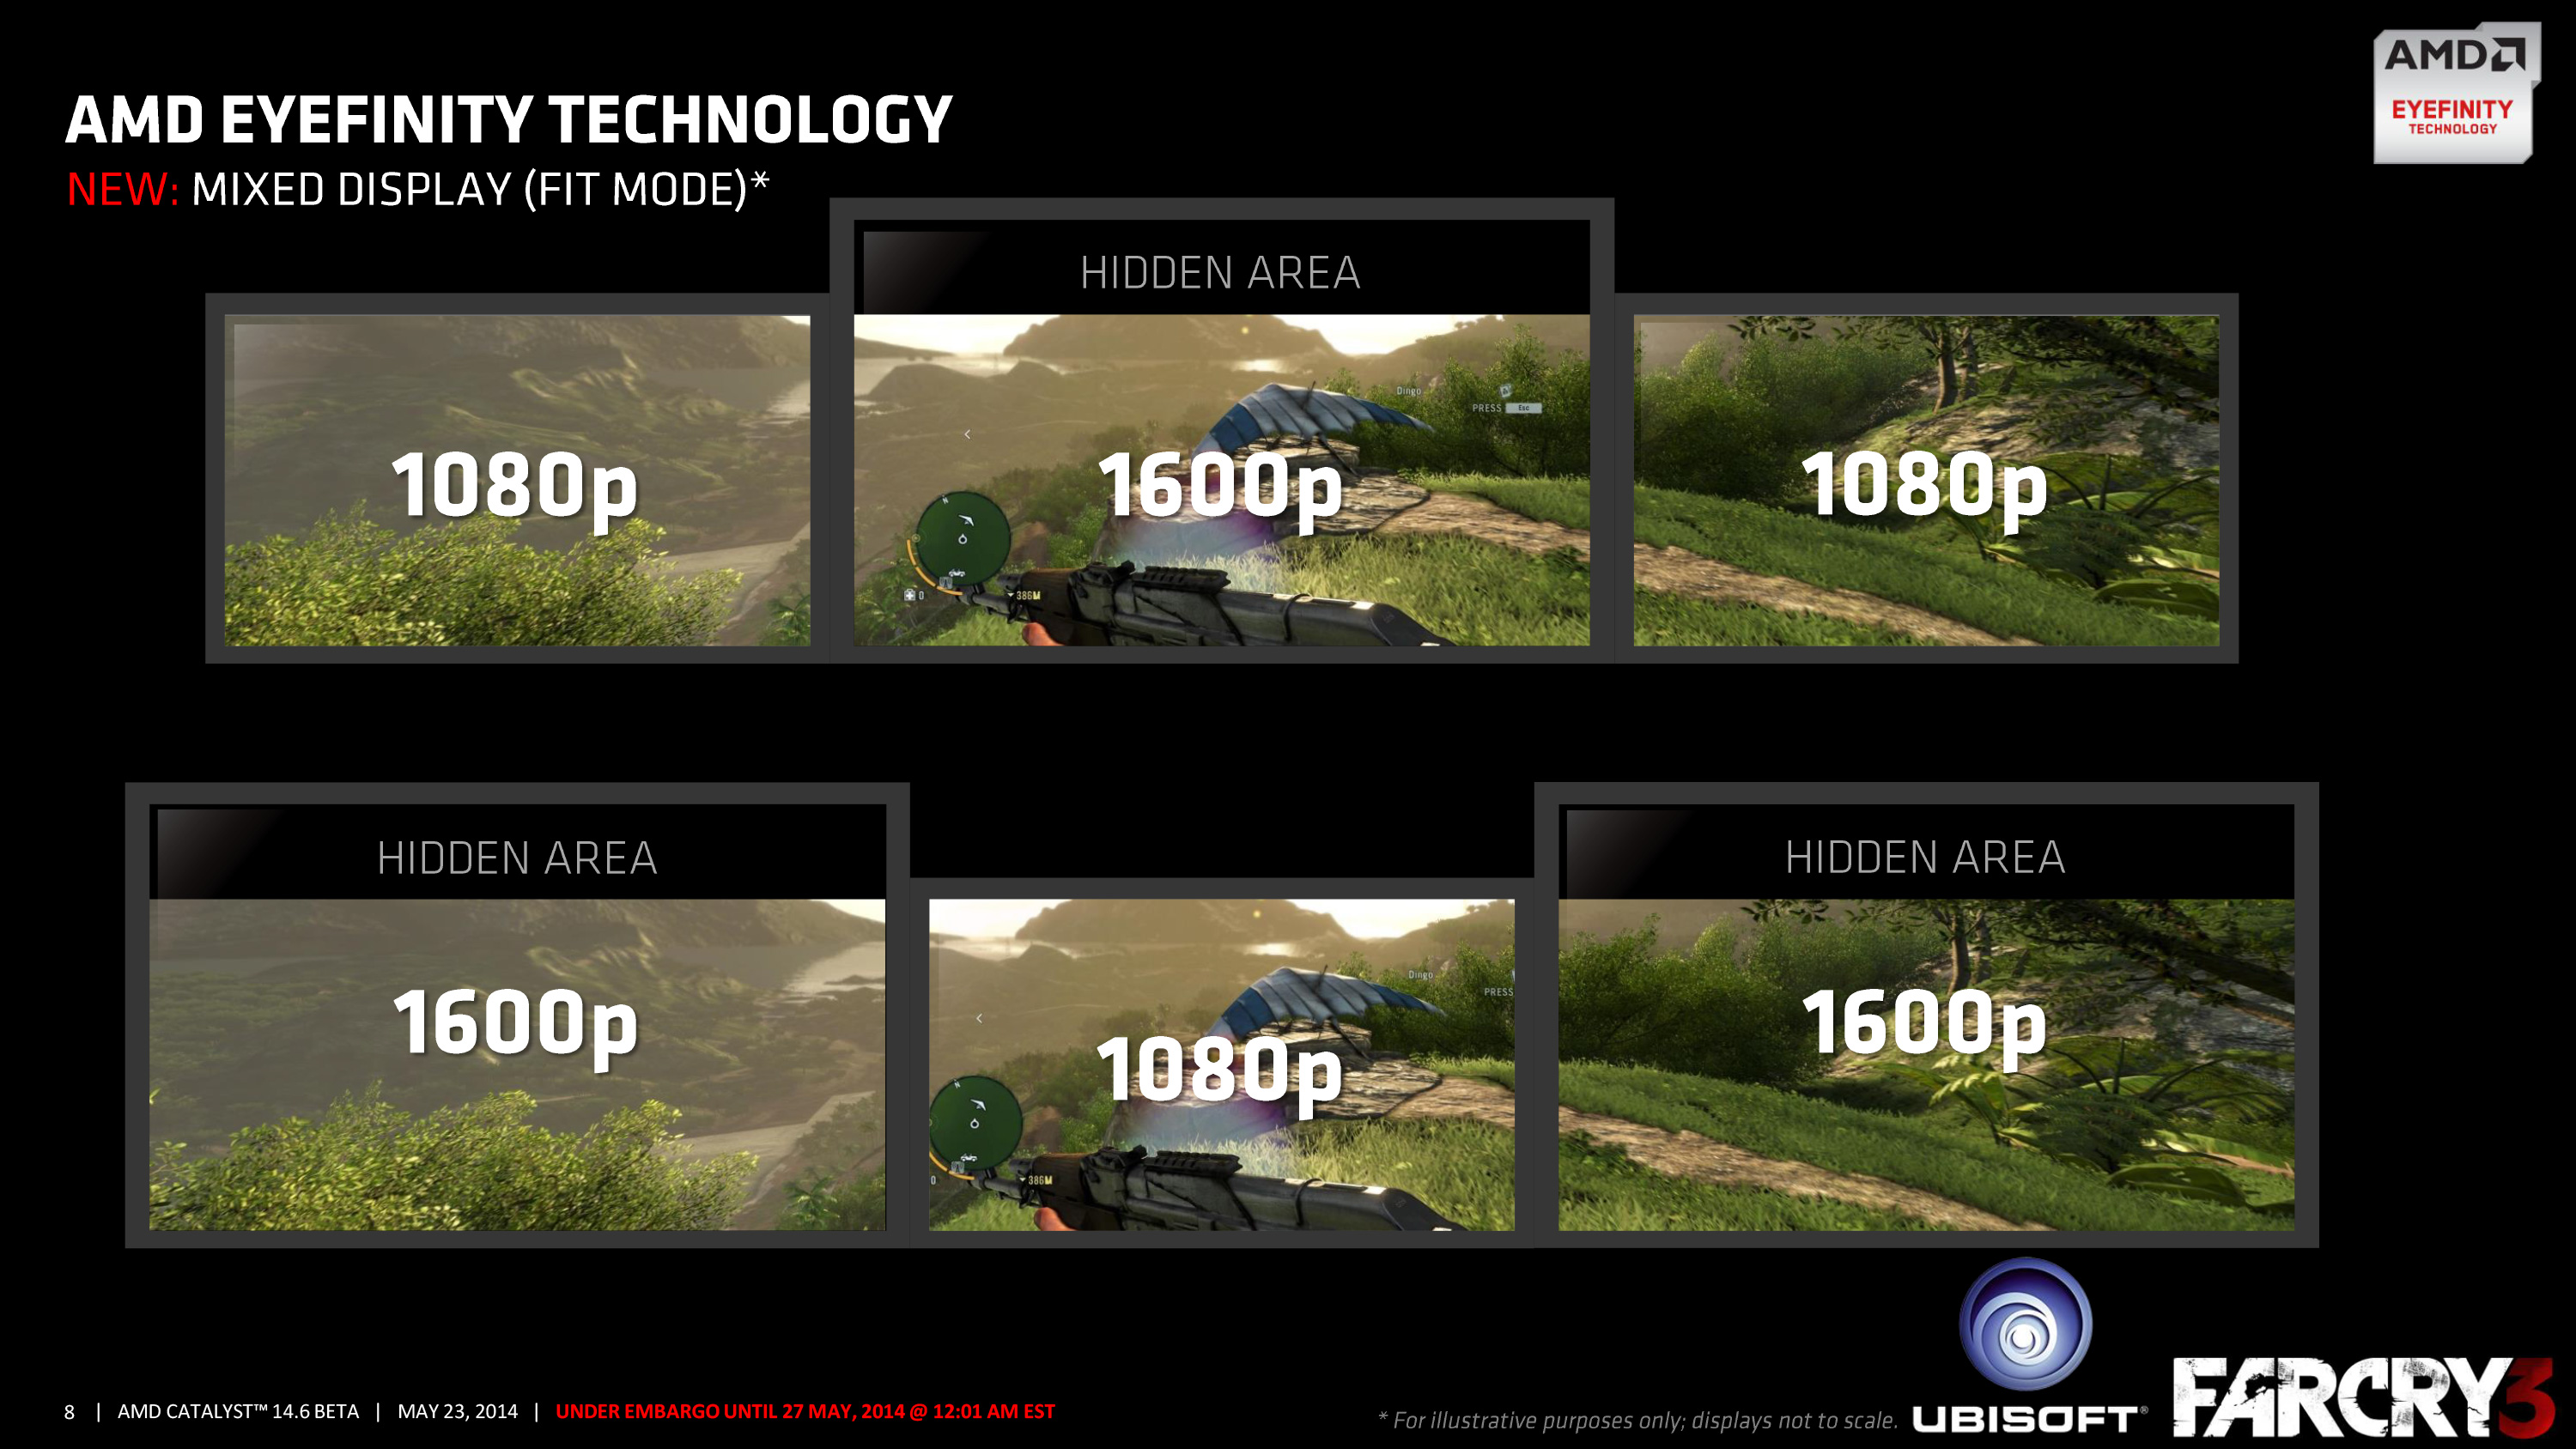 AMD
EYEFINITY
TECHNOLOGY
AMD EYEFINITY TECHNOLOGY
NEW: MIXED DISPLAY (FIT MODE)*
HIDDEN AREA
1080p
1600p
1080p
Dingo
PRESS Esc
N
0
386M
HIDDEN AREA
HIDDEN AREA
1600p
1080p
1600p
Dingo
PRESS
N
0
386M
8 | AMD CATALYST™ 14.6 BETA | MAY 23, 2014 | UNDER EMBARGO UNTIL 27 MAY, 2014 @ 12:01 AM EST
* For illustrative purposes only; displays not to scale.
UBISOFT®
FARCRY3